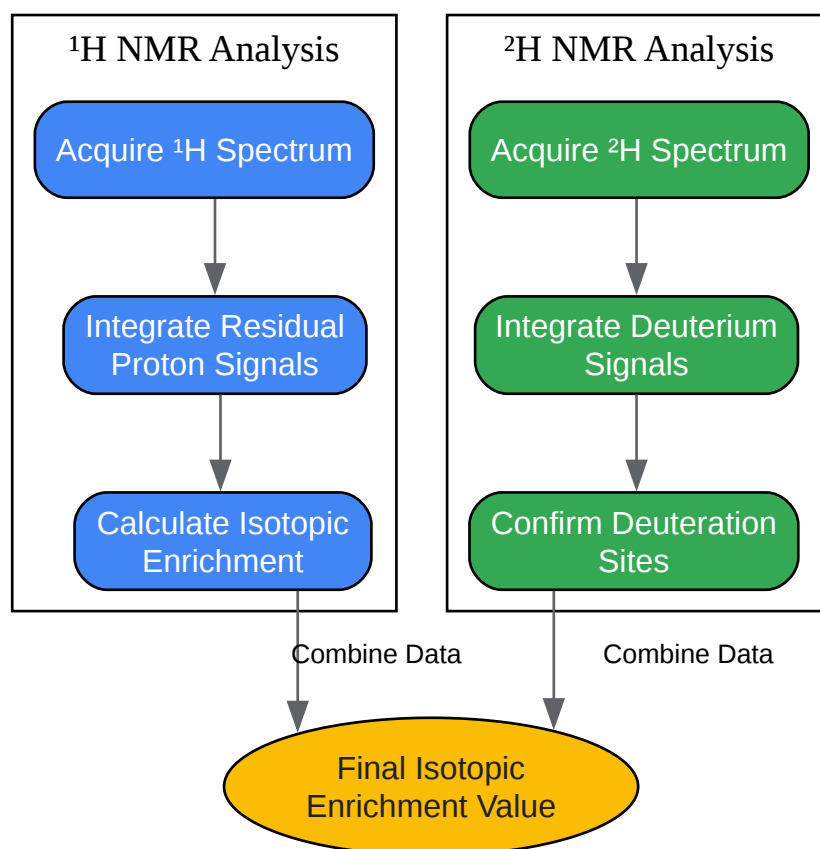 ¹H NMR Analysis
Acquire ¹H Spectrum
Integrate Residual
Proton Signals
Calculate Isotopic
Enrichment
Combine Data
²H NMR Analysis
Acquire ²H Spectrum
Integrate Deuterium
Signals
Confirm Deuteration
Sites
Combine Data
Final Isotopic
Enrichment Value